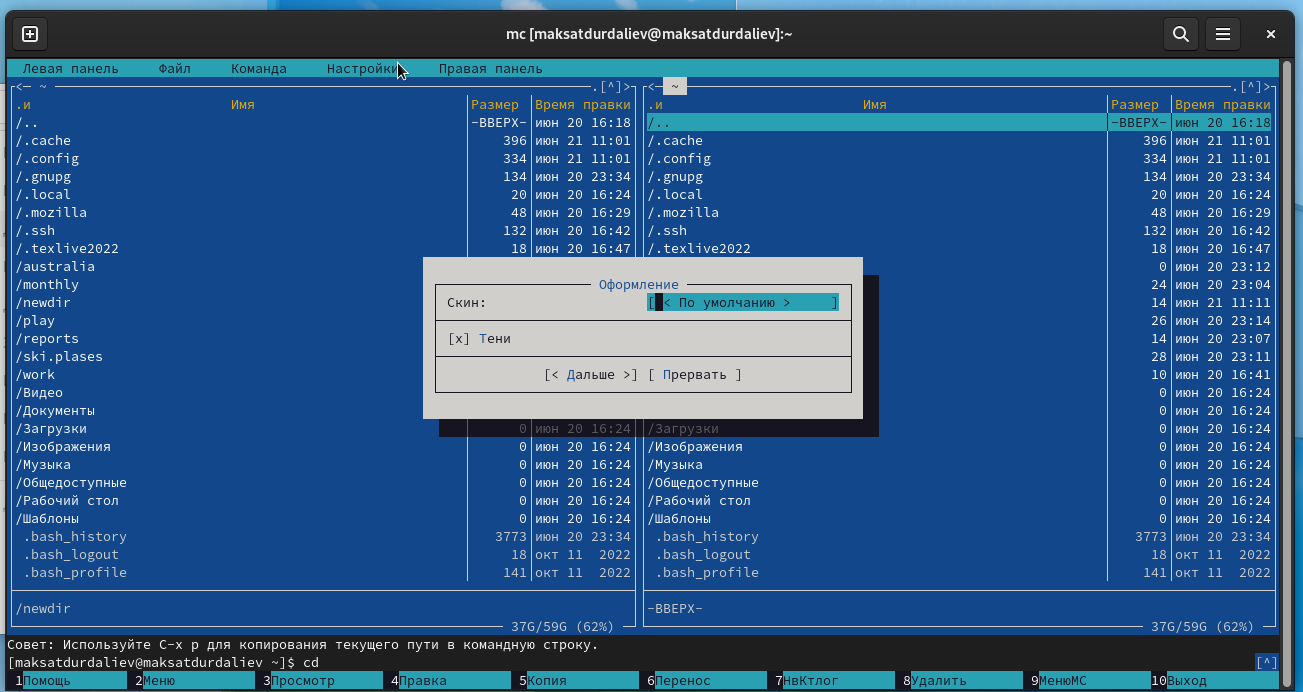 mc [maksatdurdaliev@maksatdurdaliev]:~
Левая панель Файл Команда Настройки Правая панель
<— ~ .[^]> <— ~ .[^]>
.и Имя Размер Время правки .и Имя Размер Время правки
/.. -ВВЕРХ- июн 20 16:18 /.. -ВВЕРХ- июн 20 16:18
/.cache 396 июн 21 11:01 /.cache 396 июн 21 11:01
/.config 334 июн 21 11:01 /.config 334 июн 21 11:01
/.gnupg 134 июн 20 23:34 /.gnupg 134 июн 20 23:34
/.local 20 июн 20 16:24 /.local 20 июн 20 16:24
/.mozilla 48 июн 20 16:29 /.mozilla 48 июн 20 16:29
/.ssh 132 июн 20 16:42 /.ssh 132 июн 20 16:42
/.texlive2022 18 июн 20 16:47 /.texlive2022 18 июн 20 16:47
/australia 0 июн 20 23:12
/monthly Оформление 24 июн 20 23:04
/newdir Скин: [ < По умолчанию > ] 14 июн 21 11:11
/play 26 июн 20 23:14
/reports [x] Тени 14 июн 20 23:07
/ski.plases 28 июн 20 23:11
/work [< Дальше >] [ Прервать ] 10 июн 20 16:41
/Видео 0 июн 20 16:24
/Документы 0 июн 20 16:24
/Загрузки 0 июн 20 16:24 /Загрузки 0 июн 20 16:24
/Изображения 0 июн 20 16:24 /Изображения 0 июн 20 16:24
/Музыка 0 июн 20 16:24 /Музыка 0 июн 20 16:24
/Общедоступные 0 июн 20 16:24 /Общедоступные 0 июн 20 16:24
/Рабочий стол 0 июн 20 16:24 /Рабочий стол 0 июн 20 16:24
/Шаблоны 0 июн 20 16:24 /Шаблоны 0 июн 20 16:24
.bash_history 3773 июн 20 23:34 .bash_history 3773 июн 20 23:34
.bash_logout 18 окт 11 2022 .bash_logout 18 окт 11 2022
.bash_profile 141 окт 11 2022 .bash_profile 141 окт 11 2022
/newdir -ВВЕРХ-
37G/59G (62%) 37G/59G (62%)
Совет: Используйте C-x p для копирования текущего пути в командную строку.
[maksatdurdaliev@maksatdurdaliev ~]$ cd [^]
1Помощь 2Меню 3Просмотр 4Правка 5Копия 6Перенос 7НвКтлог 8Удалить 9МенюMC 10Выход